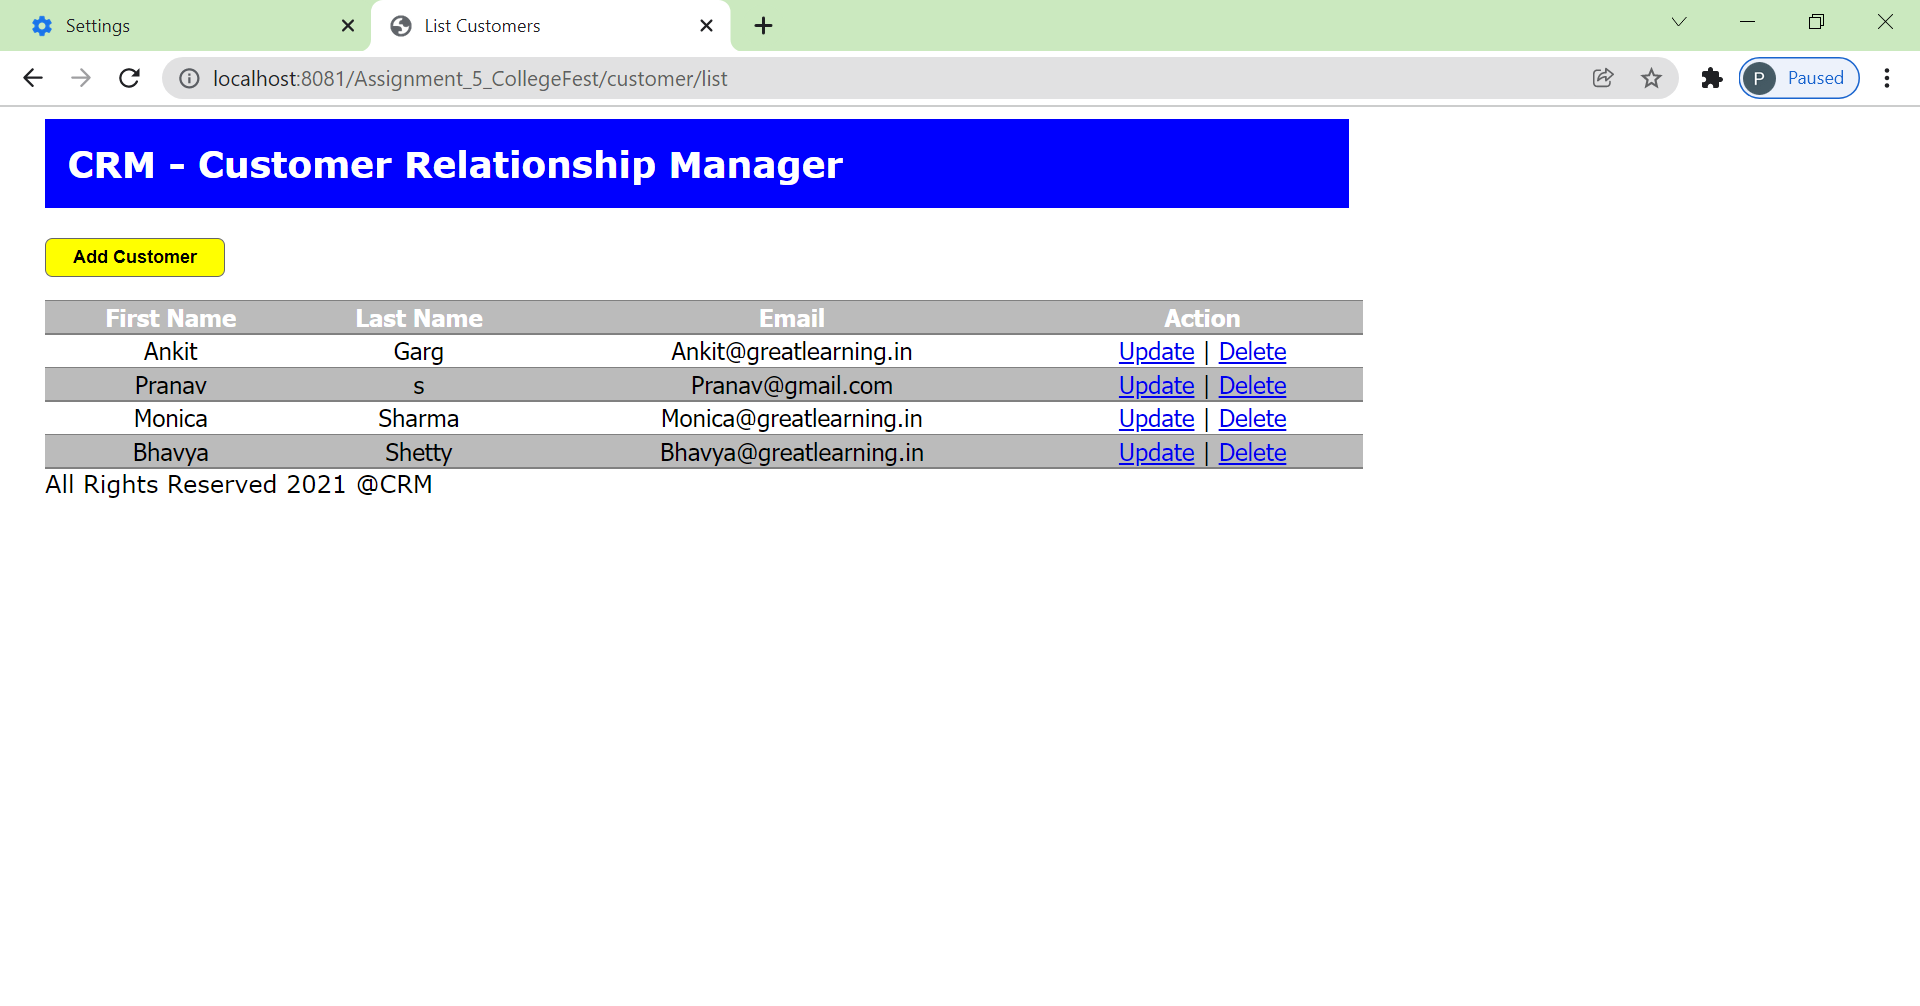 Settings
List Customers
localhost:8081/Assignment_5_CollegeFest/customer/list
P Paused
CRM - Customer Relationship Manager
Add Customer
First Name Last Name Email Action
Ankit Garg Ankit@greatlearning.in Update | Delete
Pranav s Pranav@gmail.com Update | Delete
Monica Sharma Monica@greatlearning.in Update | Delete
Bhavya Shetty Bhavya@greatlearning.in Update | Delete
All Rights Reserved 2021 @CRM